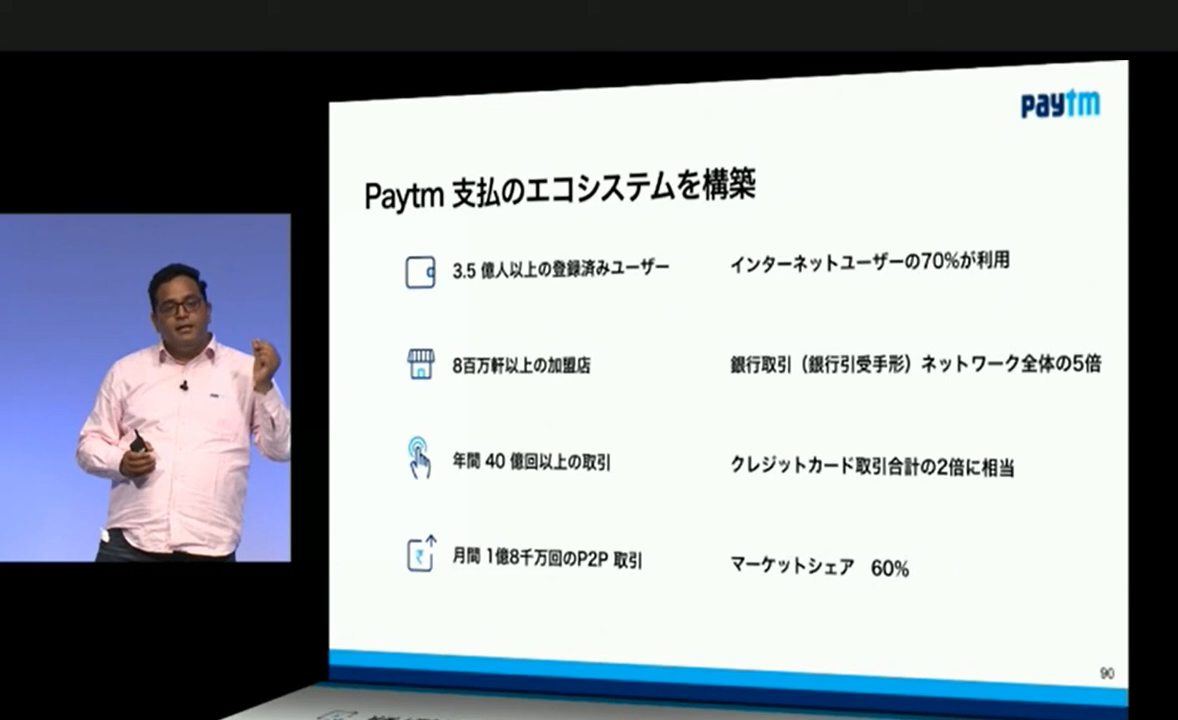 paytm
Paytm 支払のエコシステムを構築
3.5 億人以上の登録済みユーザー
インターネットユーザーの70%が利用
8百万軒以上の加盟店
銀行取引（銀行引受手形）ネットワーク全体の5倍
年間 40 億回以上の取引
クレジットカード取引合計の2倍に相当
₹
月間 1億8千万回のP2P 取引
マーケットシェア 60%
90